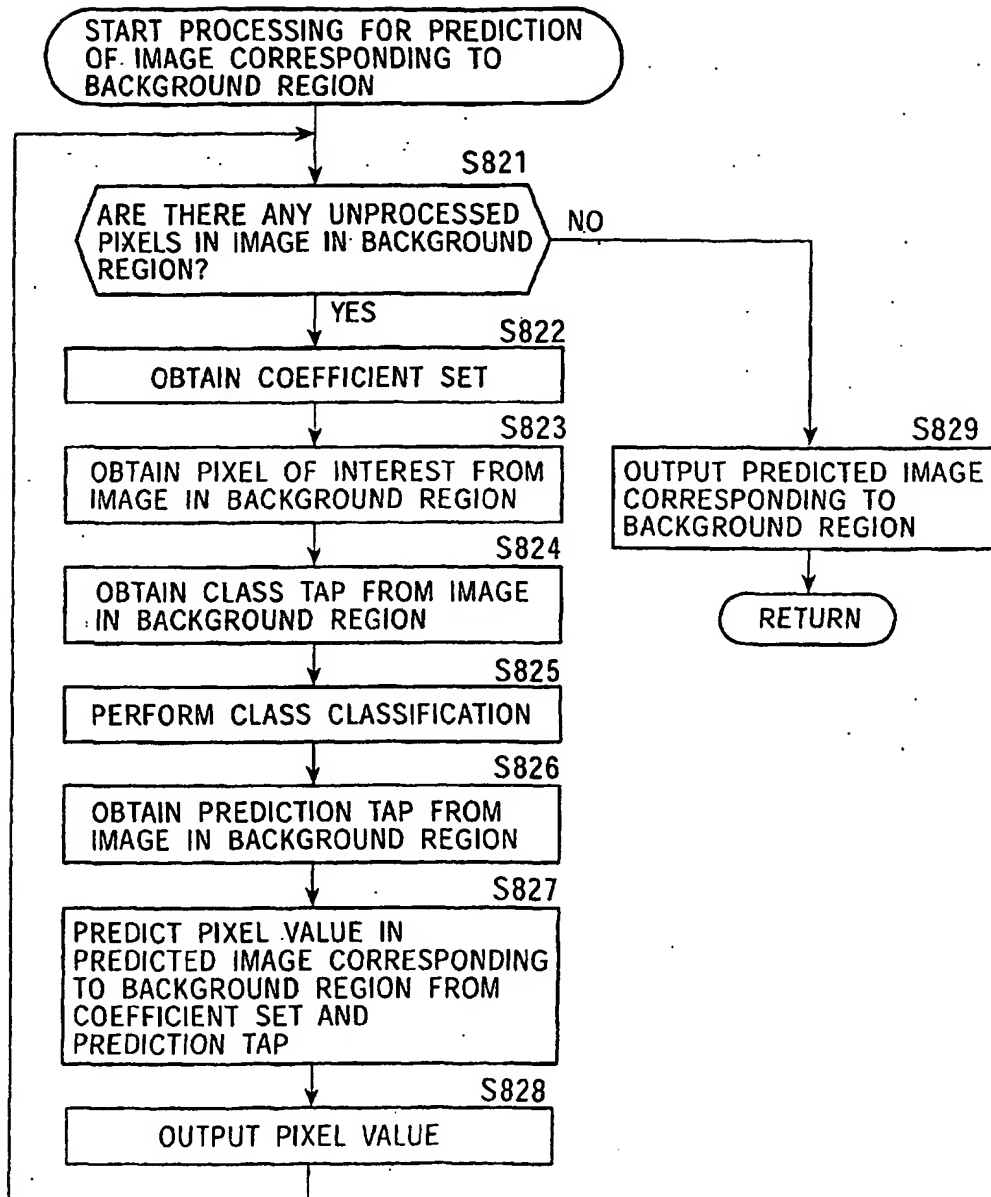 START PROCESSING FOR PREDICTION
OF IMAGE CORRESPONDING TO
BACKGROUND REGION
S821
ARE THERE ANY UNPROCESSED
PIXELS IN IMAGE IN BACKGROUND
REGION?
NO
YES
S822
OBTAIN COEFFICIENT SET
S823
OBTAIN PIXEL OF INTEREST FROM
IMAGE IN BACKGROUND REGION
S824
OBTAIN CLASS TAP FROM IMAGE
IN BACKGROUND REGION
S825
PERFORM CLASS CLASSIFICATION
S826
OBTAIN PREDICTION TAP FROM
IMAGE IN BACKGROUND REGION
S827
PREDICT PIXEL VALUE IN
PREDICTED IMAGE CORRESPONDING
TO BACKGROUND REGION FROM
COEFFICIENT SET AND
PREDICTION TAP
S828
OUTPUT PIXEL VALUE
S829
OUTPUT PREDICTED IMAGE
CORRESPONDING TO
BACKGROUND REGION
RETURN